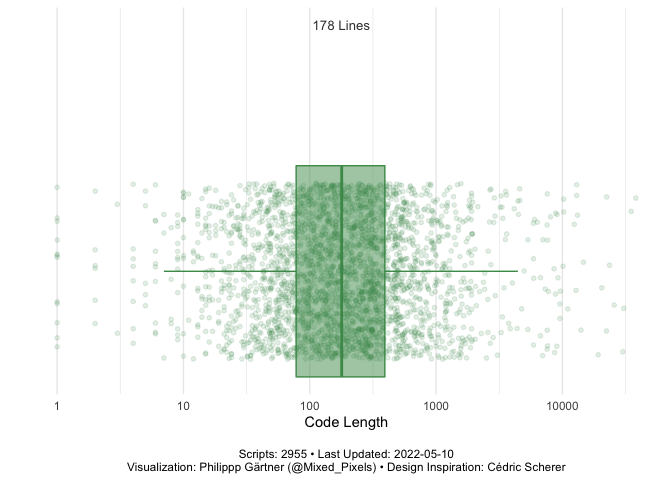 178 Lines
1 10 100 1000 10000
Code Length
Scripts: 2955 • Last Updated: 2022-05-10
Visualization: Philippp Gärtner (@Mixed_Pixels) • Design Inspiration: Cédric Scherer